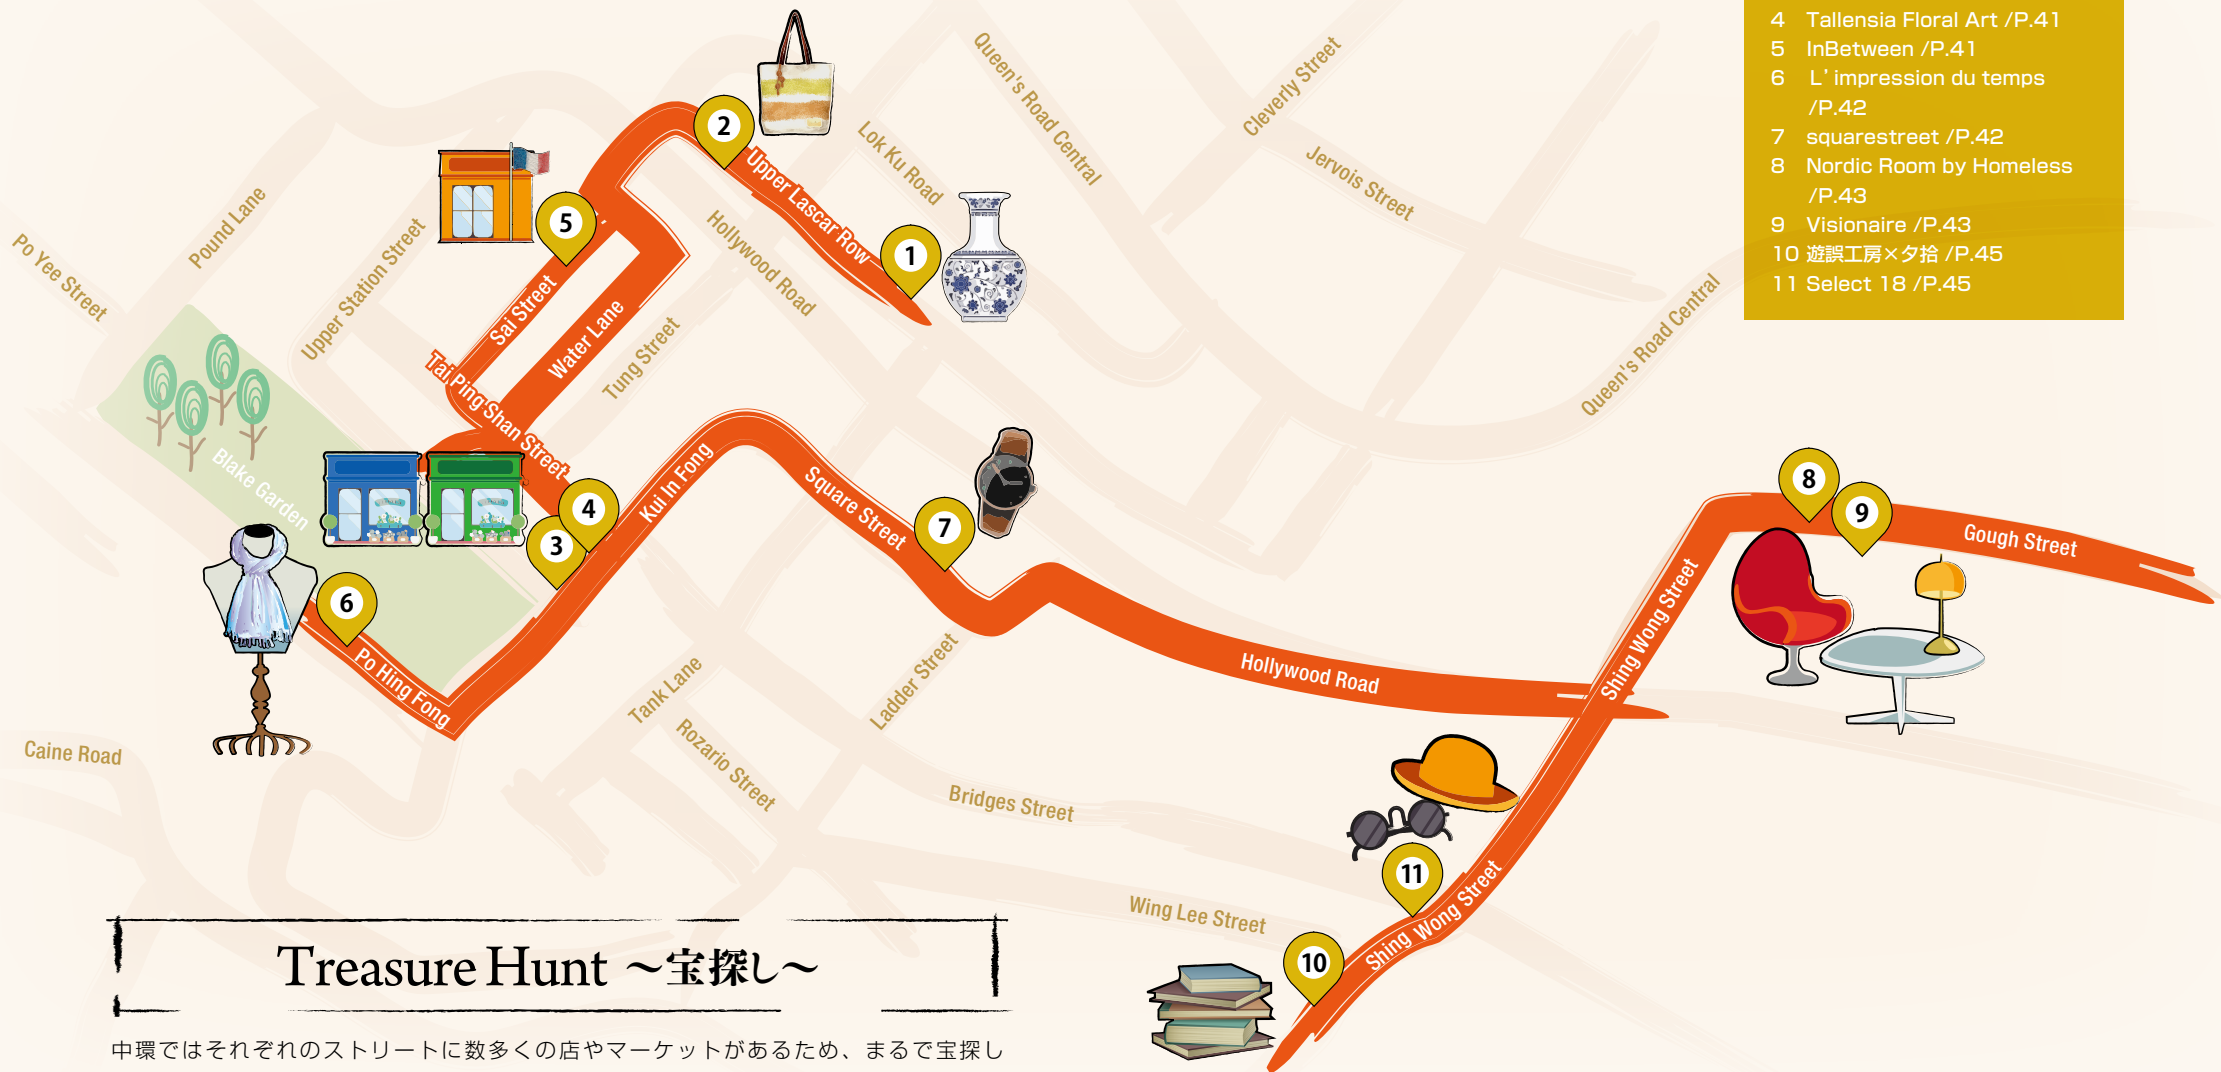 4 Tallensia Floral Art /P.41
5 InBetween /P.41
6 L’impression du temps
/P.42
7 squarestreet /P.42
8 Nordic Room by Homeless
/P.43
9 Visionaire /P.43
10 遊誤工房×夕拾 /P.45
11 Select 18 /P.45
Queen's Road Central
Cleverly Street
Lok Ku Road
Jervois Street
2
Upper Lascar Row
1
5
Pound Lane
Po Yee Street
Upper Station Street
Hollywood Road
Sai Street
Water Lane
Tung Street
Queen's Road Central
Tai Ping Shan Street
Blake Garden
4
3
Kui In Fong
Square Street
7
8
9
Gough Street
6
Po Hing Fong
Shing Wong Street
Hollywood Road
Tank Lane
Ladder Street
Rozario Street
Caine Road
Bridges Street
11
Wing Lee Street
Shing Wong Street
10
Treasure Hunt ～宝探し～
中環ではそれぞれのストリートに数多くの店やマーケットがあるため、まるで宝探し